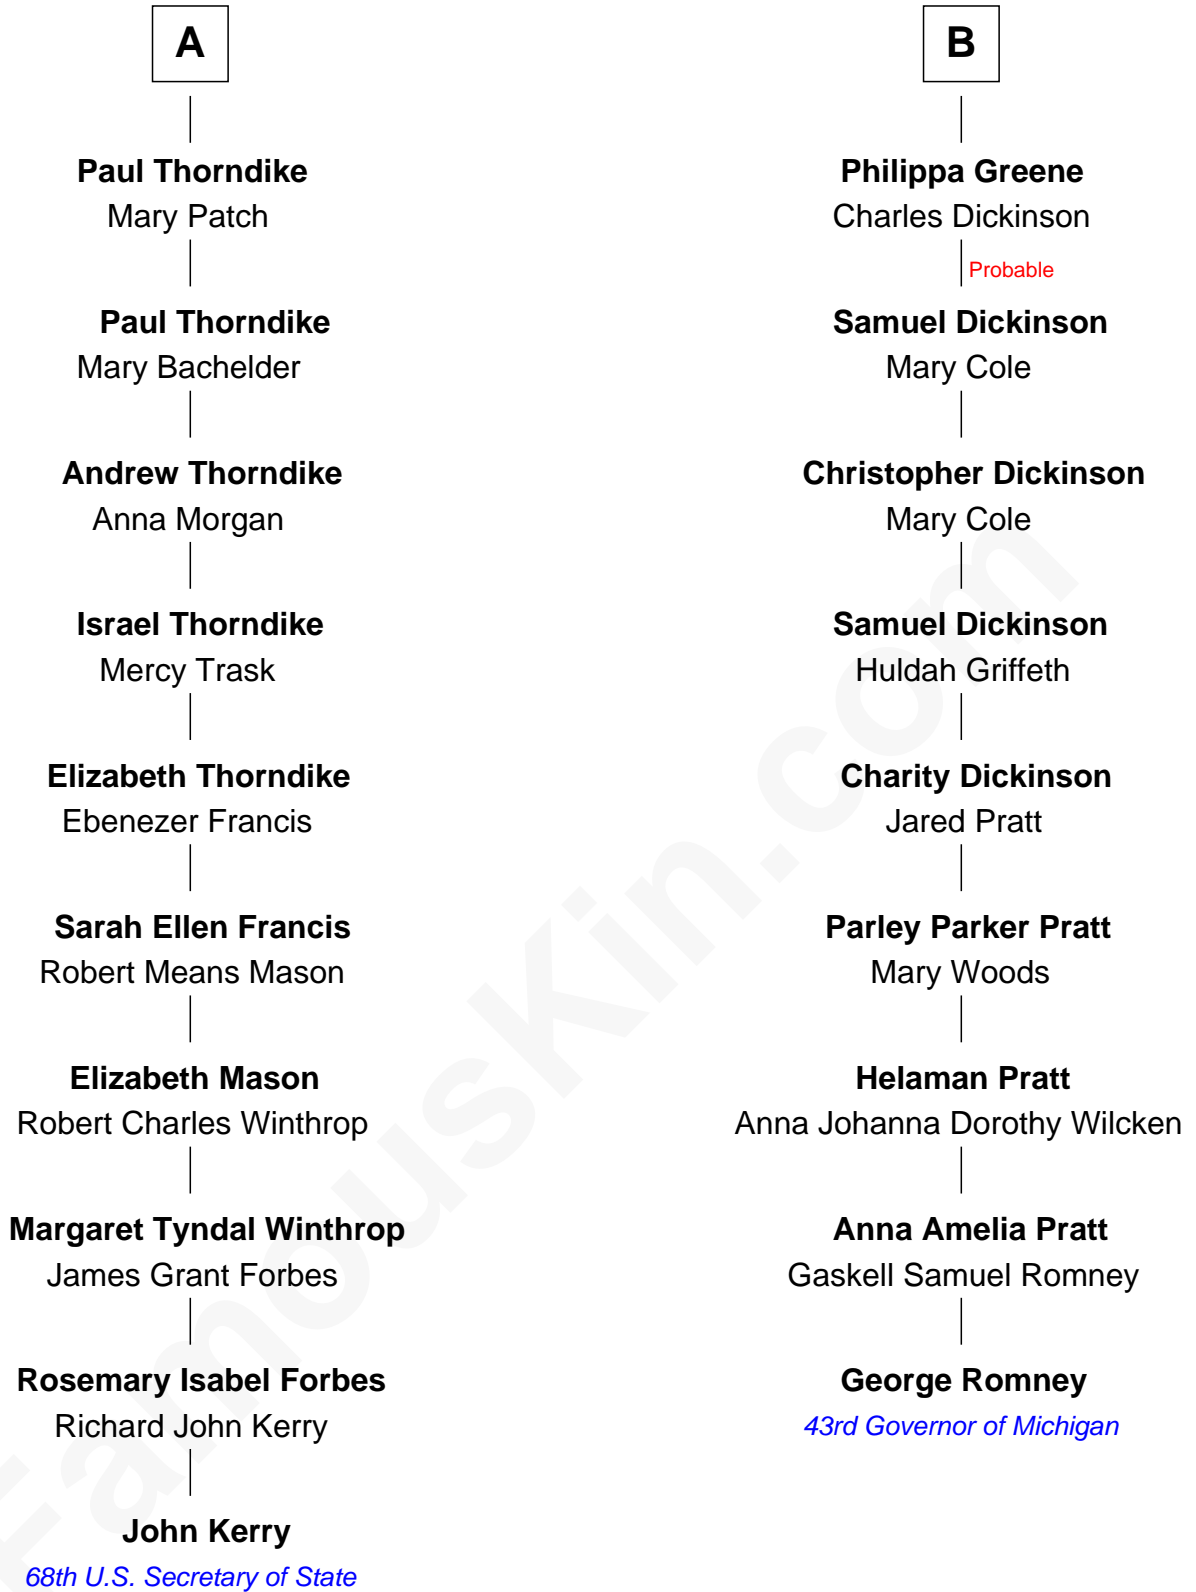 A
Paul Thorndike
Mary Patch
Paul Thorndike
Mary Bachelder
Andrew Thorndike
Anna Morgan
Israel Thorndike
Mercy Trask
Elizabeth Thorndike
Ebenezer Francis
Sarah Ellen Francis
Robert Means Mason
Elizabeth Mason
Robert Charles Winthrop
Margaret Tyndal Winthrop
James Grant Forbes
Rosemary Isabel Forbes
Richard John Kerry
John Kerry
68th U.S. Secretary of State
B
Philippa Greene
Charles Dickinson
Probable
Samuel Dickinson
Mary Cole
Christopher Dickinson
Mary Cole
Samuel Dickinson
Huldah Griffeth
Charity Dickinson
Jared Pratt
Parley Parker Pratt
Mary Woods
Helaman Pratt
Anna Johanna Dorothy Wilcken
Anna Amelia Pratt
Gaskell Samuel Romney
George Romney
43rd Governor of Michigan
FamousKin.com